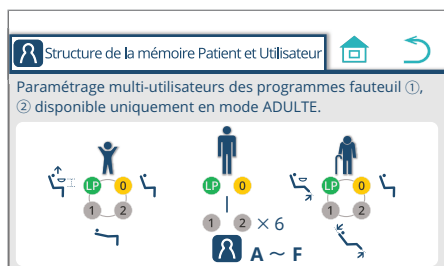 Structure de la mémoire Patient et Utilisateur
Paramétrage multi-utilisateurs des programmes fauteuil ①,
② disponible uniquement en mode ADULTE.
LP 0
1 2
LP 0
1 2 × 6
A ~ F
LP 0
1 2